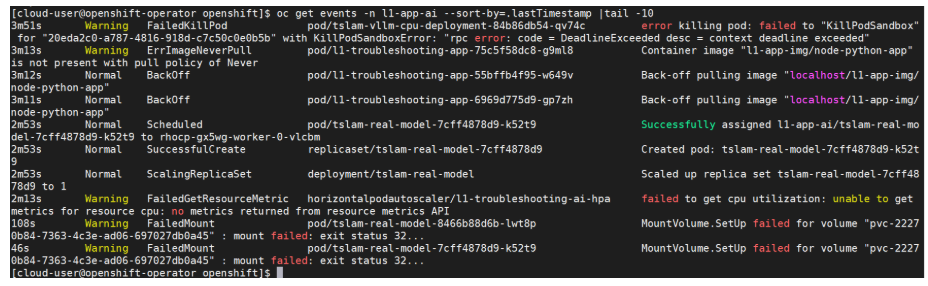 [cloud-user@openshift-operator openshift]$ oc get events -n l1-app-ai --sort-by=.lastTimestamp |tail -10
3m51s Warning FailedKillPod pod/tslam-vllm-cpu-deployment-84b86db54-qv74c error killing pod: failed to "KillPodSandbox"
for "20eda2c0-a787-4816-918d-c7c50c0e0b5b" with KillPodSandboxError: "rpc error: code = DeadlineExceeded desc = context deadline exceeded"
3m13s Warning ErrImageNeverPull pod/l1-troubleshooting-app-75c5f58dc8-g9ml8 Container image "l1-app-img/node-python-app"
is not present with pull policy of Never
3m12s Normal BackOff pod/l1-troubleshooting-app-55bffb4f95-w649v Back-off pulling image "localhost/l1-app-img/
node-python-app"
3m11s Normal BackOff pod/l1-troubleshooting-app-6969d775d9-gp7zh Back-off pulling image "localhost/l1-app-img/
node-python-app"
2m53s Normal Scheduled pod/tslam-real-model-7cff4878d9-k52t9 Successfully assigned l1-app-ai/tslam-real-mo
del-7cff4878d9-k52t9 to rhocp-gx5wg-worker-0-vlcbm
2m53s Normal SuccessfulCreate replicaset/tslam-real-model-7cff4878d9 Created pod: tslam-real-model-7cff4878d9-k52t
9
2m53s Normal ScalingReplicaSet deployment/tslam-real-model Scaled up replica set tslam-real-model-7cff48
78d9 to 1
2m13s Warning FailedGetResourceMetric horizontalpodautoscaler/l1-troubleshooting-ai-hpa failed to get cpu utilization: unable to get
metrics for resource cpu: no metrics returned from resource metrics API
108s Warning FailedMount pod/tslam-real-model-8466b88d6b-lwt8p MountVolume.SetUp failed for volume "pvc-2227
0b84-7363-4c3e-ad06-697027db0a45" : mount failed: exit status 32...
46s Warning FailedMount pod/tslam-real-model-7cff4878d9-k52t9 MountVolume.SetUp failed for volume "pvc-2227
0b84-7363-4c3e-ad06-697027db0a45" : mount failed: exit status 32...
[cloud-user@openshift-operator openshift]$